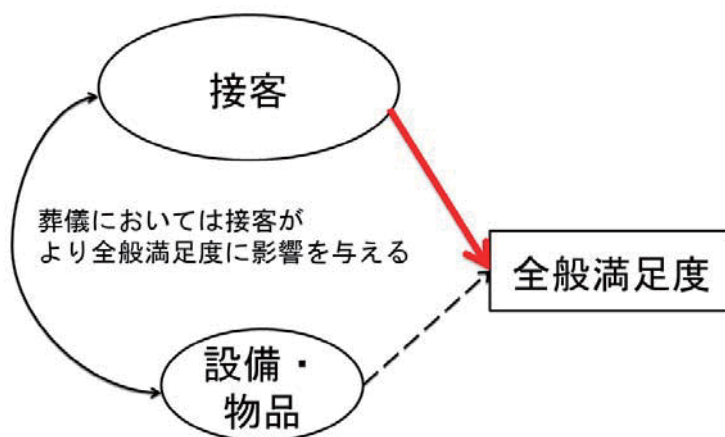 接客
葬儀においては接客が
より全般満足度に影響を与える
全般満足度
設備・
物品